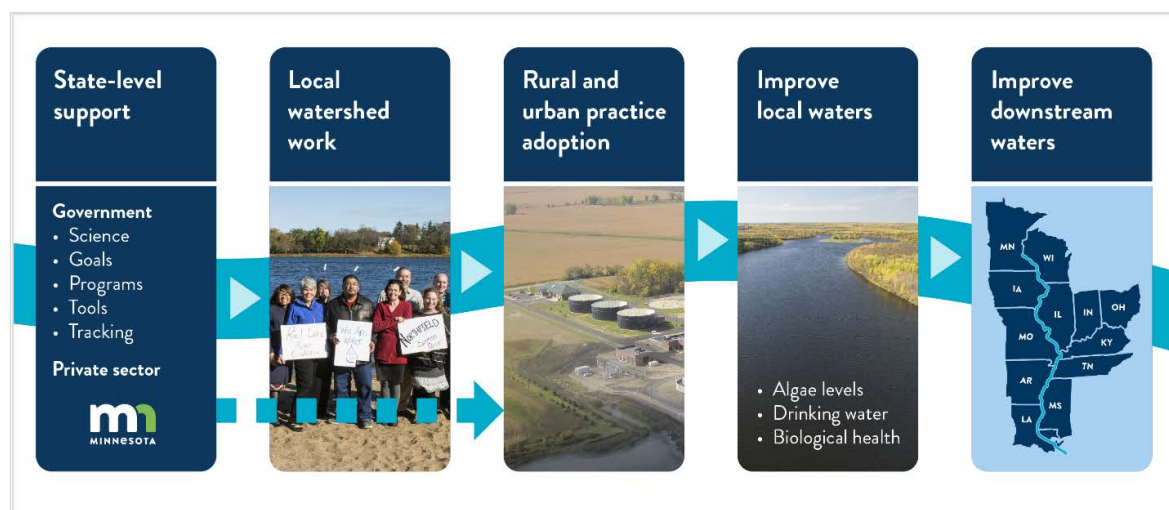 State-level
support
Government
• Science
• Goals
• Programs
• Tools
• Tracking
Private sector
MINNESOTA
Local
watershed
work
NORTHFIELD
Rural and
urban practice
adoption
Improve
local waters
• Algae levels
• Drinking water
• Biological health
Improve
downstream
waters
MN
WI
IA
IL
IN
OH
MO
KY
TN
AR
MS
LA